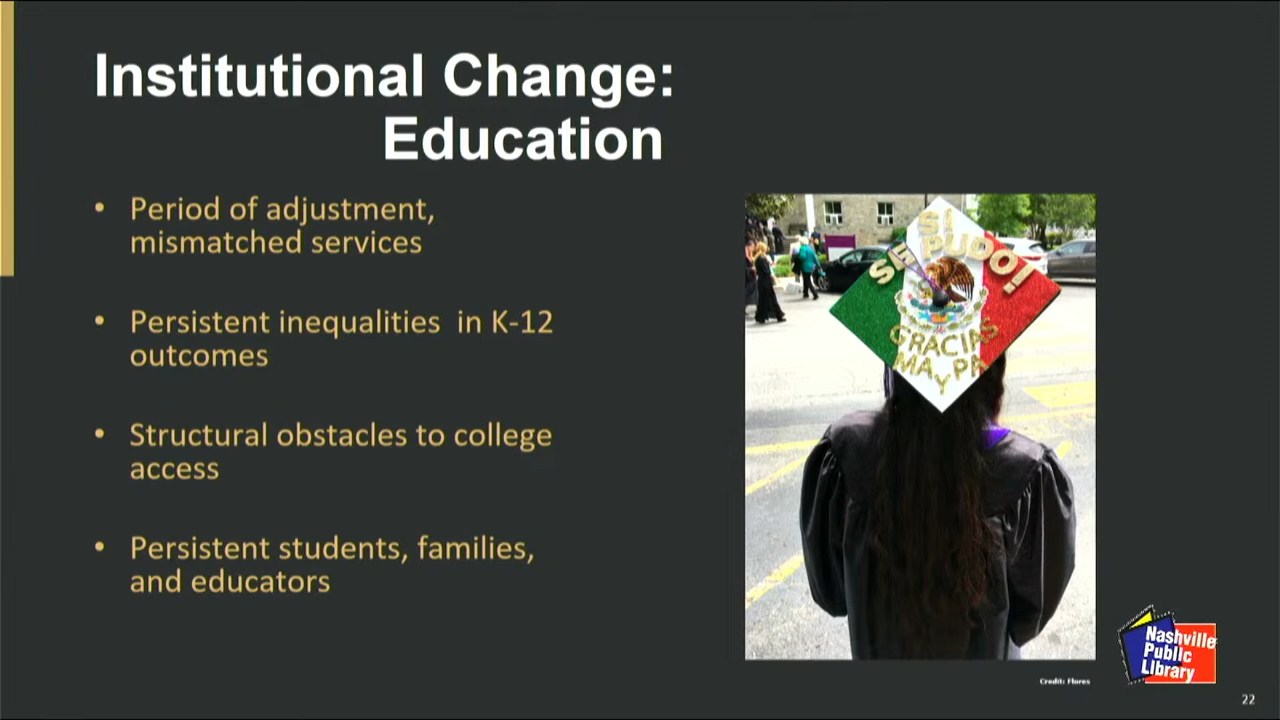 Institutional Change:
Education
• Period of adjustment,
mismatched services
• Persistent inequalities in K-12
outcomes
• Structural obstacles to college
access
• Persistent students, families,
and educators
SI
SE PUDO!
GRACIAS
MA Y PA
Credit: Flores
Nashville
Public
Library
22